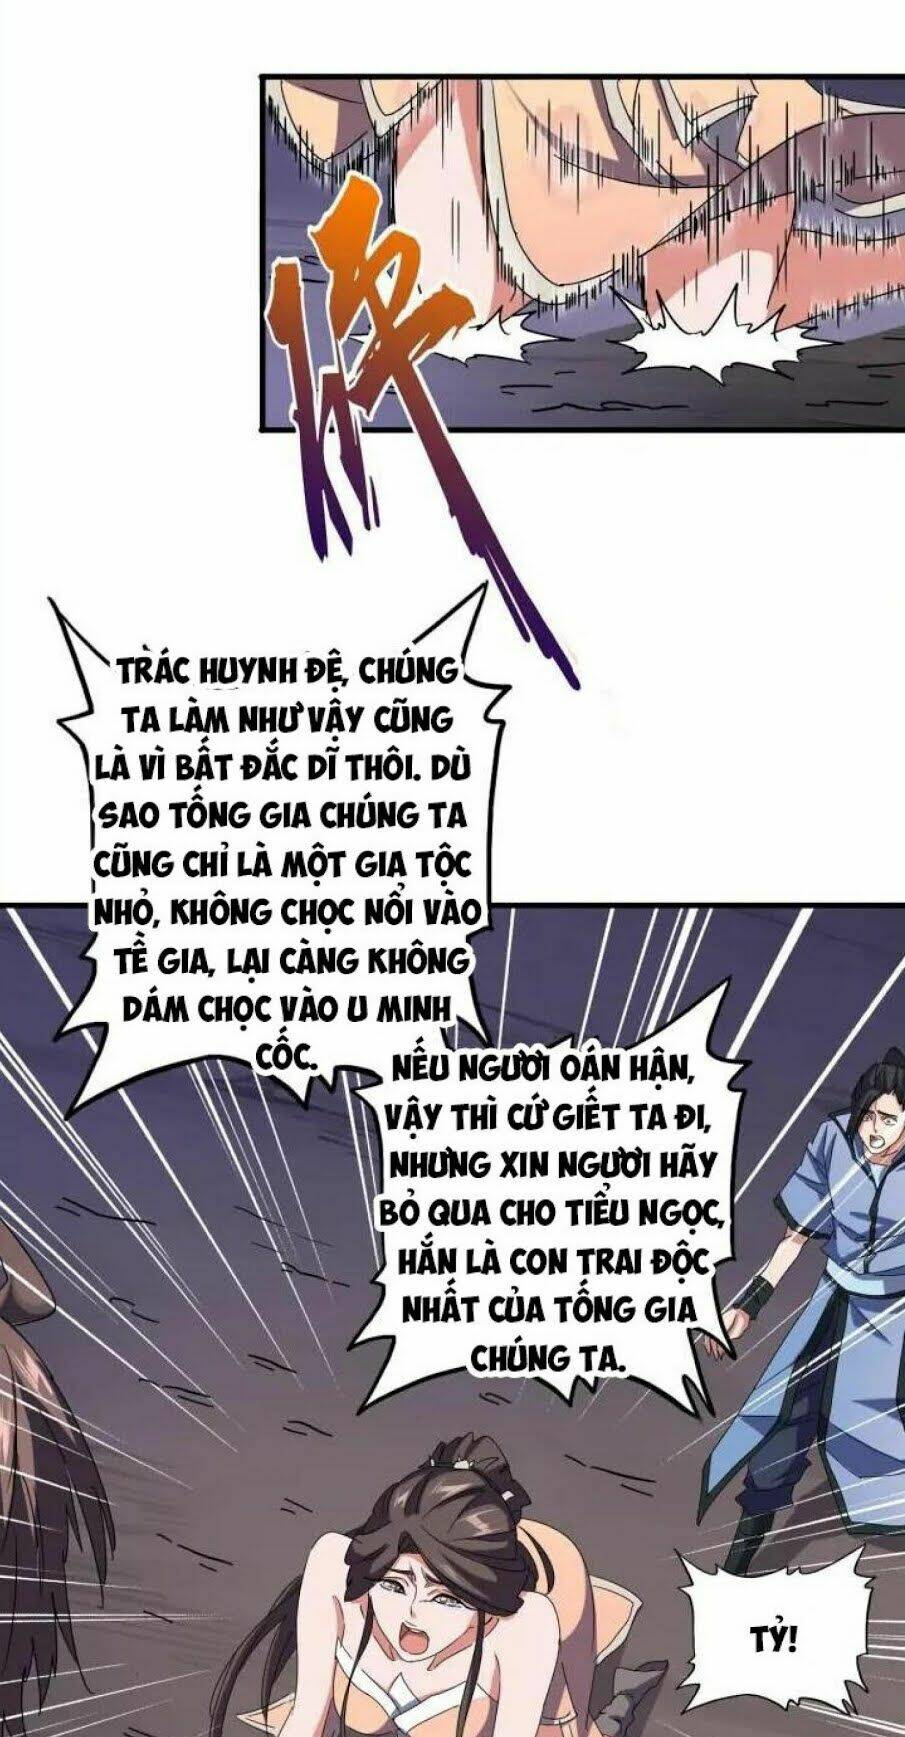 TRÁC HUYNH ĐỆ, CHÚNG
TA LÀM NHƯ VẬY CŨNG
LÀ VÌ BẤT ĐẮC DĨ THÔI. DÙ
SAO TỐNG GIA CHÚNG TA
CŨNG CHỈ LÀ MỘT GIA TỘC
NHỎ, KHÔNG CHỌC NỔI VÀO
TỀ GIA, LẠI CÀNG KHÔNG
DÁM CHỌC VÀO U MINH
CỐC.
NẾU NGƯƠI OÁN HẬN,
VẬY THÌ CỨ GIẾT TA ĐI,
NHƯNG XIN NGƯƠI HÃY
BỎ QUA CHO TIỂU NGỌC,
HẮN LÀ CON TRAI ĐỘC
NHẤT CỦA TỐNG GIA
CHÚNG TA.
TỶ!